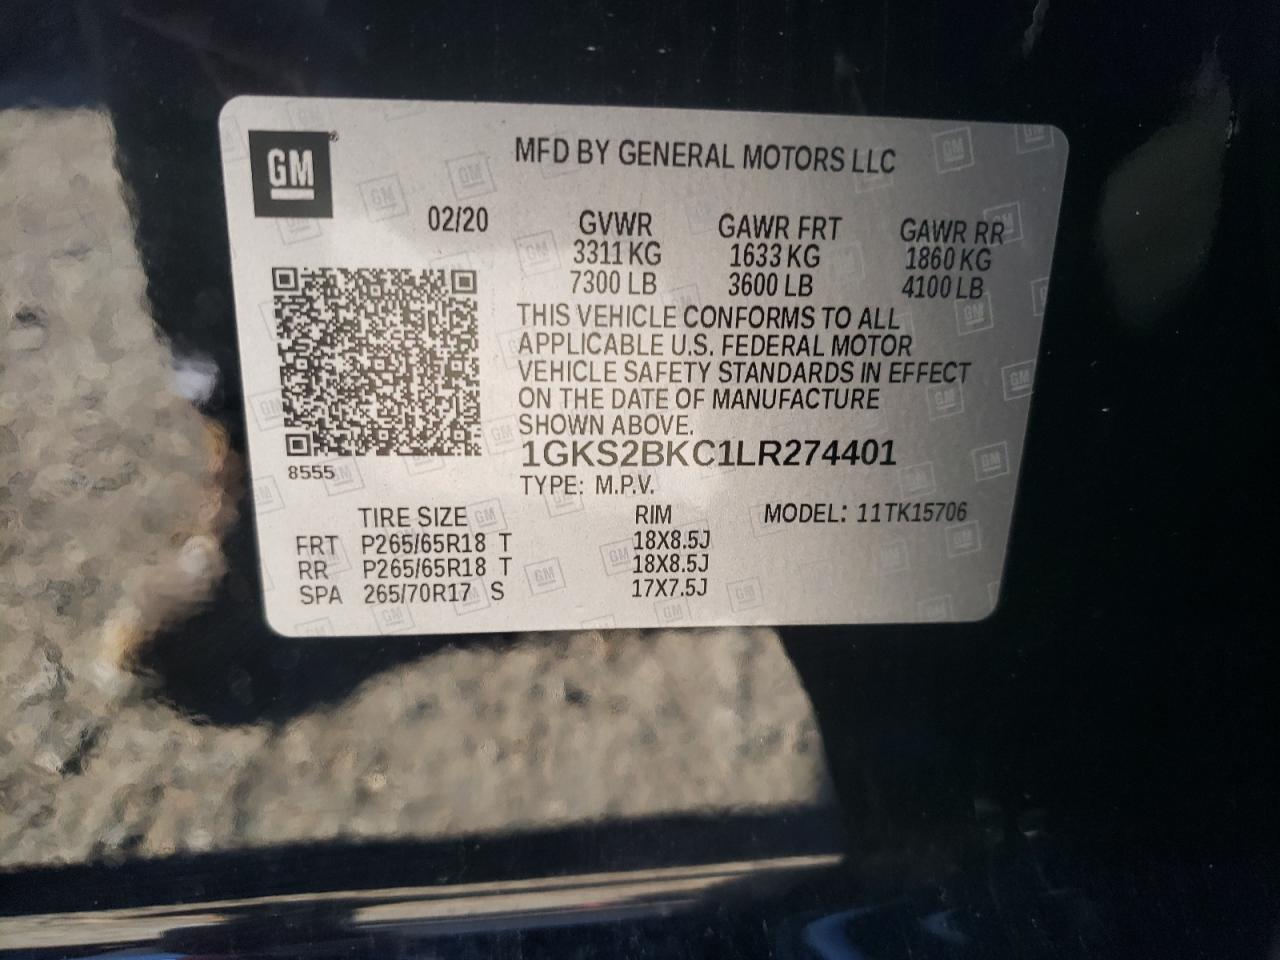 GM
MFD BY GENERAL MOTORS LLC
02/20 GVWR GAWR FRT GAWR RR
3311 KG 1633 KG 1860 KG
7300 LB 3600 LB 4100 LB
THIS VEHICLE CONFORMS TO ALL
APPLICABLE U.S. FEDERAL MOTOR
VEHICLE SAFETY STANDARDS IN EFFECT
ON THE DATE OF MANUFACTURE
SHOWN ABOVE.
1GKS2BKC1LR274401
8555
TYPE: M.P.V.
TIRE SIZE RIM MODEL: 11TK15706
FRT P265/65R18 T 18X8.5J
RR P265/65R18 T 18X8.5J
SPA 265/70R17 S 17X7.5J